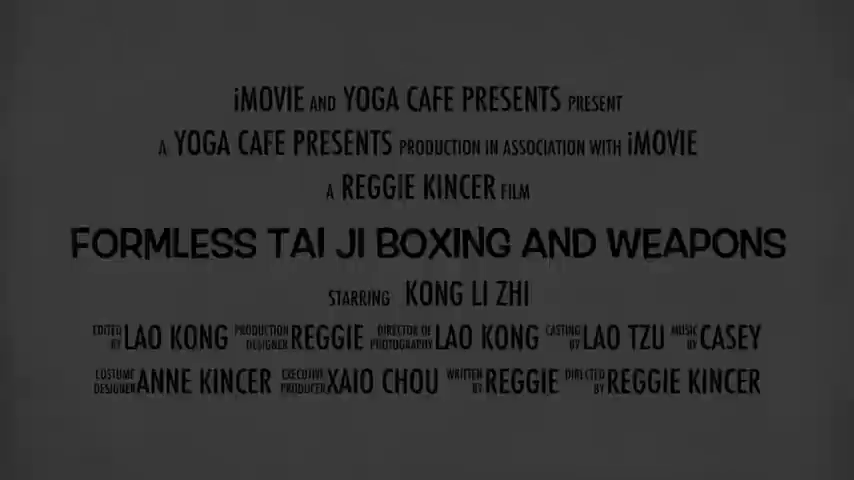 iMOVIE AND YOGA CAFE PRESENTS PRESENT
A YOGA CAFE PRESENTS PRODUCTION IN ASSOCIATION WITH iMOVIE
A REGGIE KINCER FILM
FORMLESS TAI JI BOXING AND WEAPONS
STARRING KONG LI ZHI
EDITED BY LAO KONG PRODUCTION DESIGNER REGGIE DIRECTOR OF PHOTOGRAPHY LAO KONG CASTING BY LAO TZU MUSIC BY CASEY
COSTUME DESIGNER ANNE KINCER EXECUTIVE PRODUCER XAIO CHOU WRITTEN BY REGGIE DIRECTED BY REGGIE KINCER